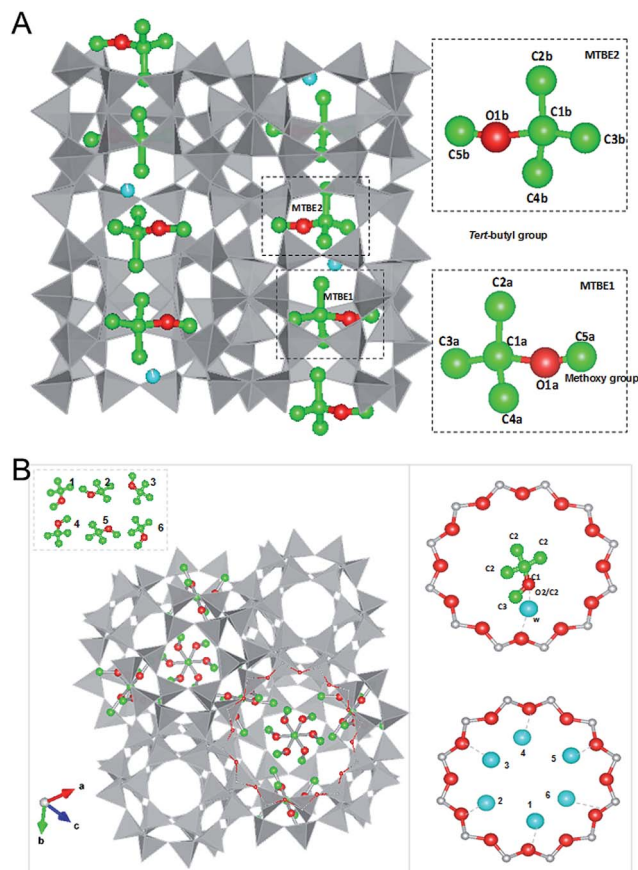 A
MTBE2
MTBE1
MTBE2
C2b
O1b
C1b
C5b
C3b
C4b
Tert-butyl group
MTBE1
C2a
C3a
C1a
C5a
O1a
Methoxy group
C4a
B
1 2 3
4 5 6
a
b
c
C2
C2
C2
C1
O2/C2
C3
w
4
3
5
2
6
1